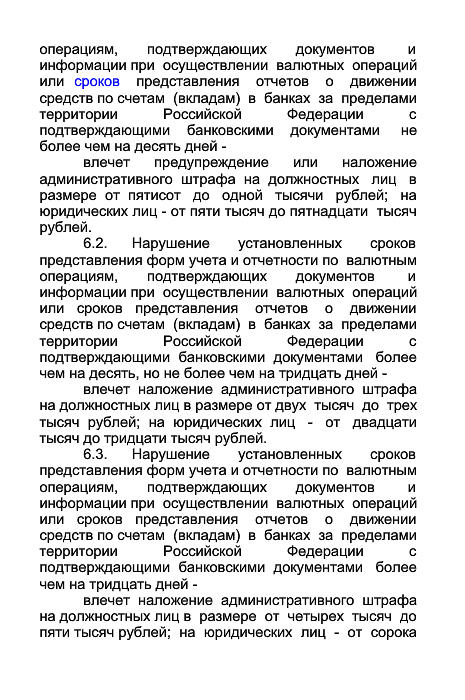 операциям, подтверждающих документов и
информации при осуществлении валютных операций
или сроков представления отчетов о движении
средств по счетам (вкладам) в банках за пределами
территории Российской Федерации с
подтверждающими банковскими документами не
более чем на десять дней -
влечет предупреждение или наложение
административного штрафа на должностных лиц в
размере от пятисот до одной тысячи рублей; на
юридических лиц - от пяти тысяч до пятнадцати тысяч
рублей.
6.2. Нарушение установленных сроков
представления форм учета и отчетности по валютным
операциям, подтверждающих документов и
информации при осуществлении валютных операций
или сроков представления отчетов о движении
средств по счетам (вкладам) в банках за пределами
территории Российской Федерации с
подтверждающими банковскими документами более
чем на десять, но не более чем на тридцать дней -
влечет наложение административного штрафа
на должностных лиц в размере от двух тысяч до трех
тысяч рублей; на юридических лиц - от двадцати
тысяч до тридцати тысяч рублей.
6.3. Нарушение установленных сроков
представления форм учета и отчетности по валютным
операциям, подтверждающих документов и
информации при осуществлении валютных операций
или сроков представления отчетов о движении
средств по счетам (вкладам) в банках за пределами
территории Российской Федерации с
подтверждающими банковскими документами более
чем на тридцать дней -
влечет наложение административного штрафа
на должностных лиц в размере от четырех тысяч до
пяти тысяч рублей; на юридических лиц - от сорока